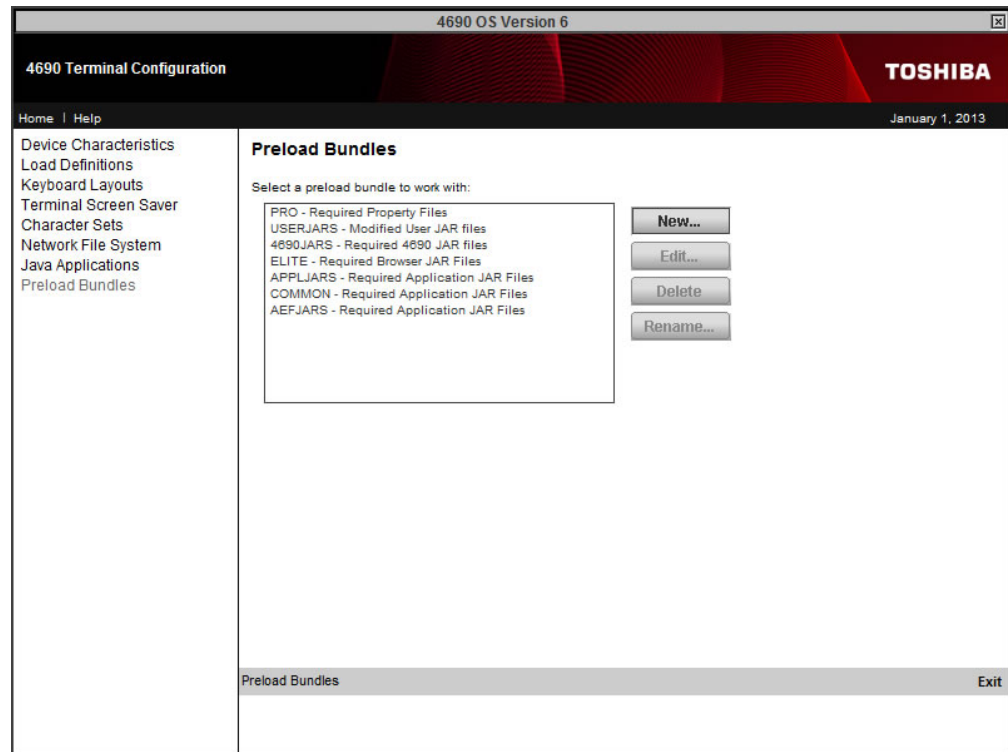 4690 OS Version 6
4690 Terminal Configuration
TOSHIBA
Home | Help
January 1, 2013
Device Characteristics
Load Definitions
Keyboard Layouts
Terminal Screen Saver
Character Sets
Network File System
Java Applications
Preload Bundles
Preload Bundles
Select a preload bundle to work with:
PRO - Required Property Files
USERJARS - Modified User JAR files
4690JARS - Required 4690 JAR files
ELITE - Required Browser JAR Files
APPLJARS - Required Application JAR Files
COMMON - Required Application JAR Files
AEFJARS - Required Application JAR Files
New...
Edit...
Delete
Rename...
Preload Bundles
Exit